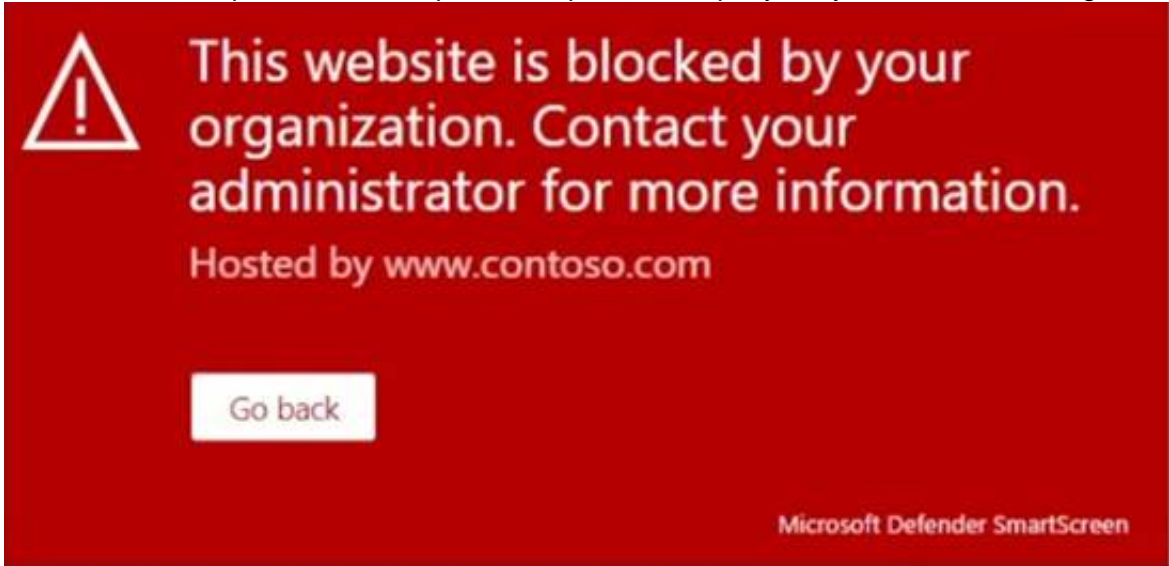 This website is blocked by your
organization. Contact your
administrator for more information.
Hosted by www.contoso.com
Go back
Microsoft Defender SmartScreen